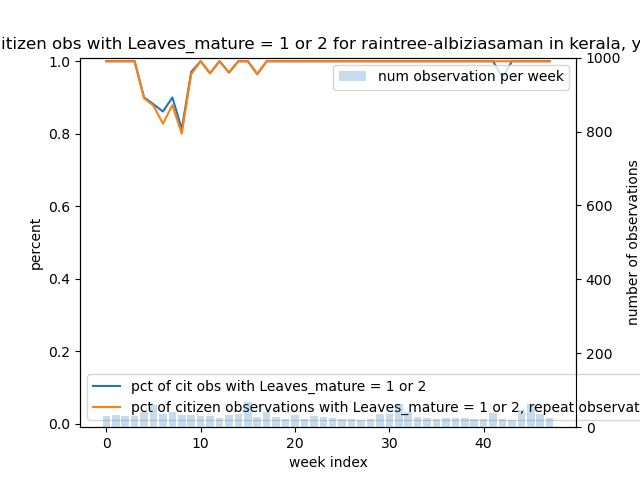 citizen obs with Leaves_mature = 1 or 2 for raintree-albiziasaman in kerala, y
1.0
0.8
0.6
0.4
0.2
0.0
percent
1000
800
600
400
200
0
number of observations
num observation per week
pct of cit obs with Leaves_mature = 1 or 2
pct of citizen observations with Leaves_mature = 1 or 2, repeat observat
0
10
20
30
40
week index